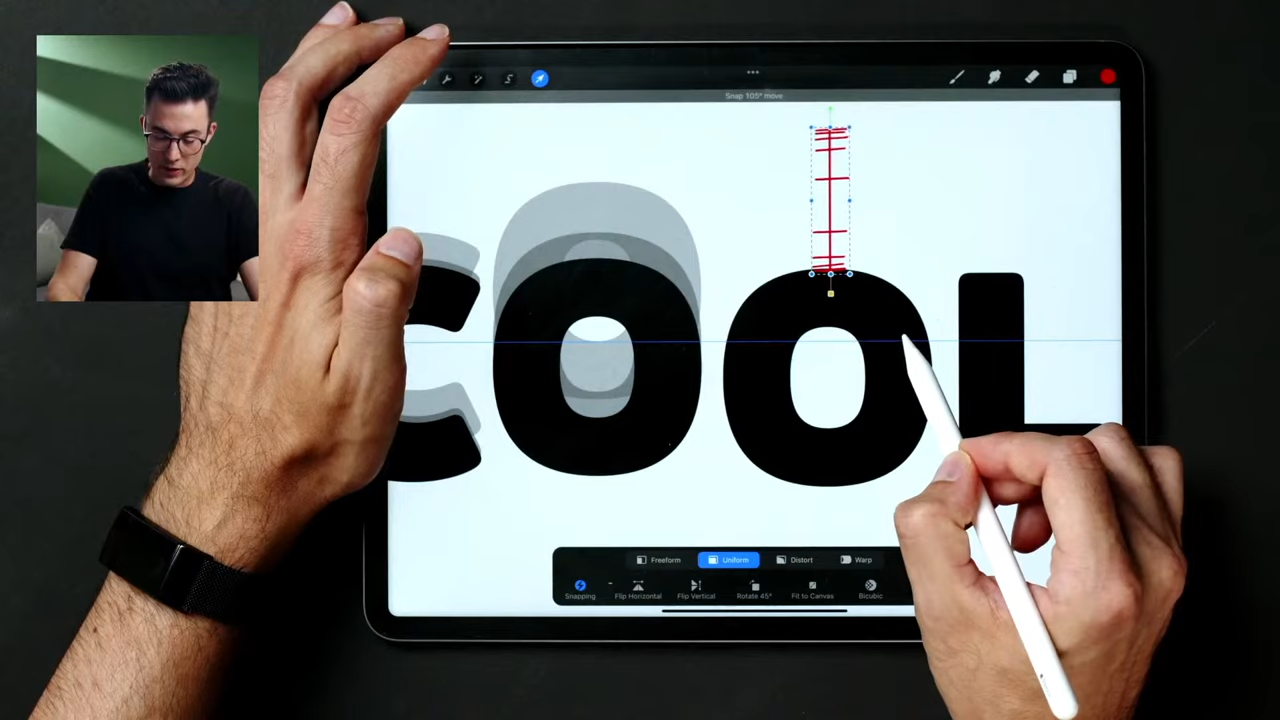 Snap 105° move
COOL
Freeform
Uniform
Distort
Warp
Snapping
Flip Horizontal
Flip Vertical
Rotate 45°
Fit to Canvas
Bicubic